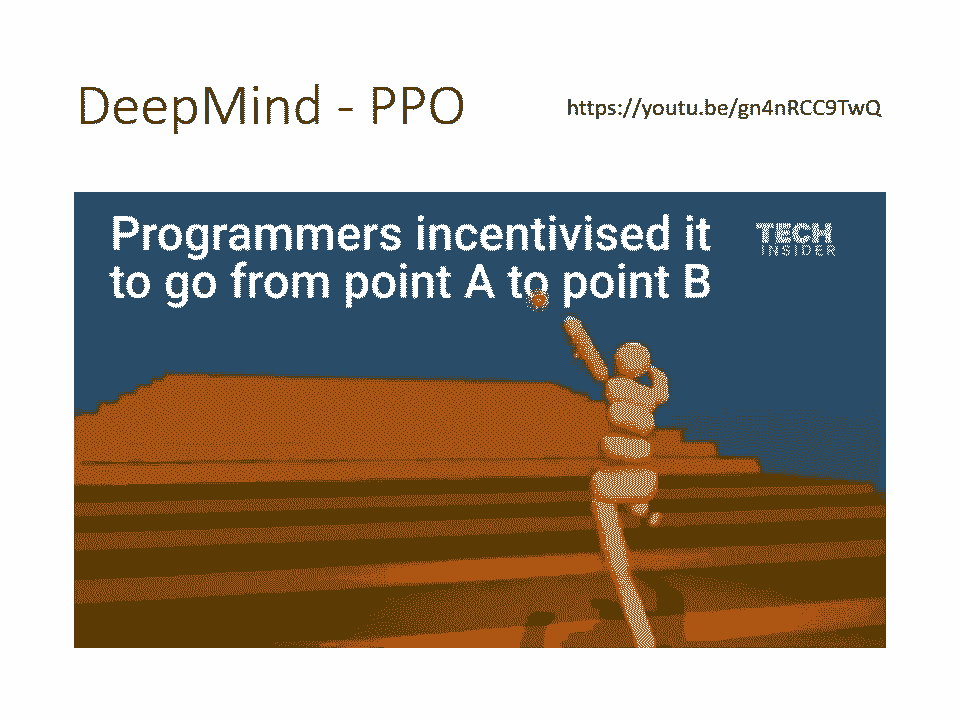 DeepMind - PPO
https://youtu.be/gn4nRCC9TwQ
Programmers incentivised it
to go from point A to point B
TECH
INSIDER